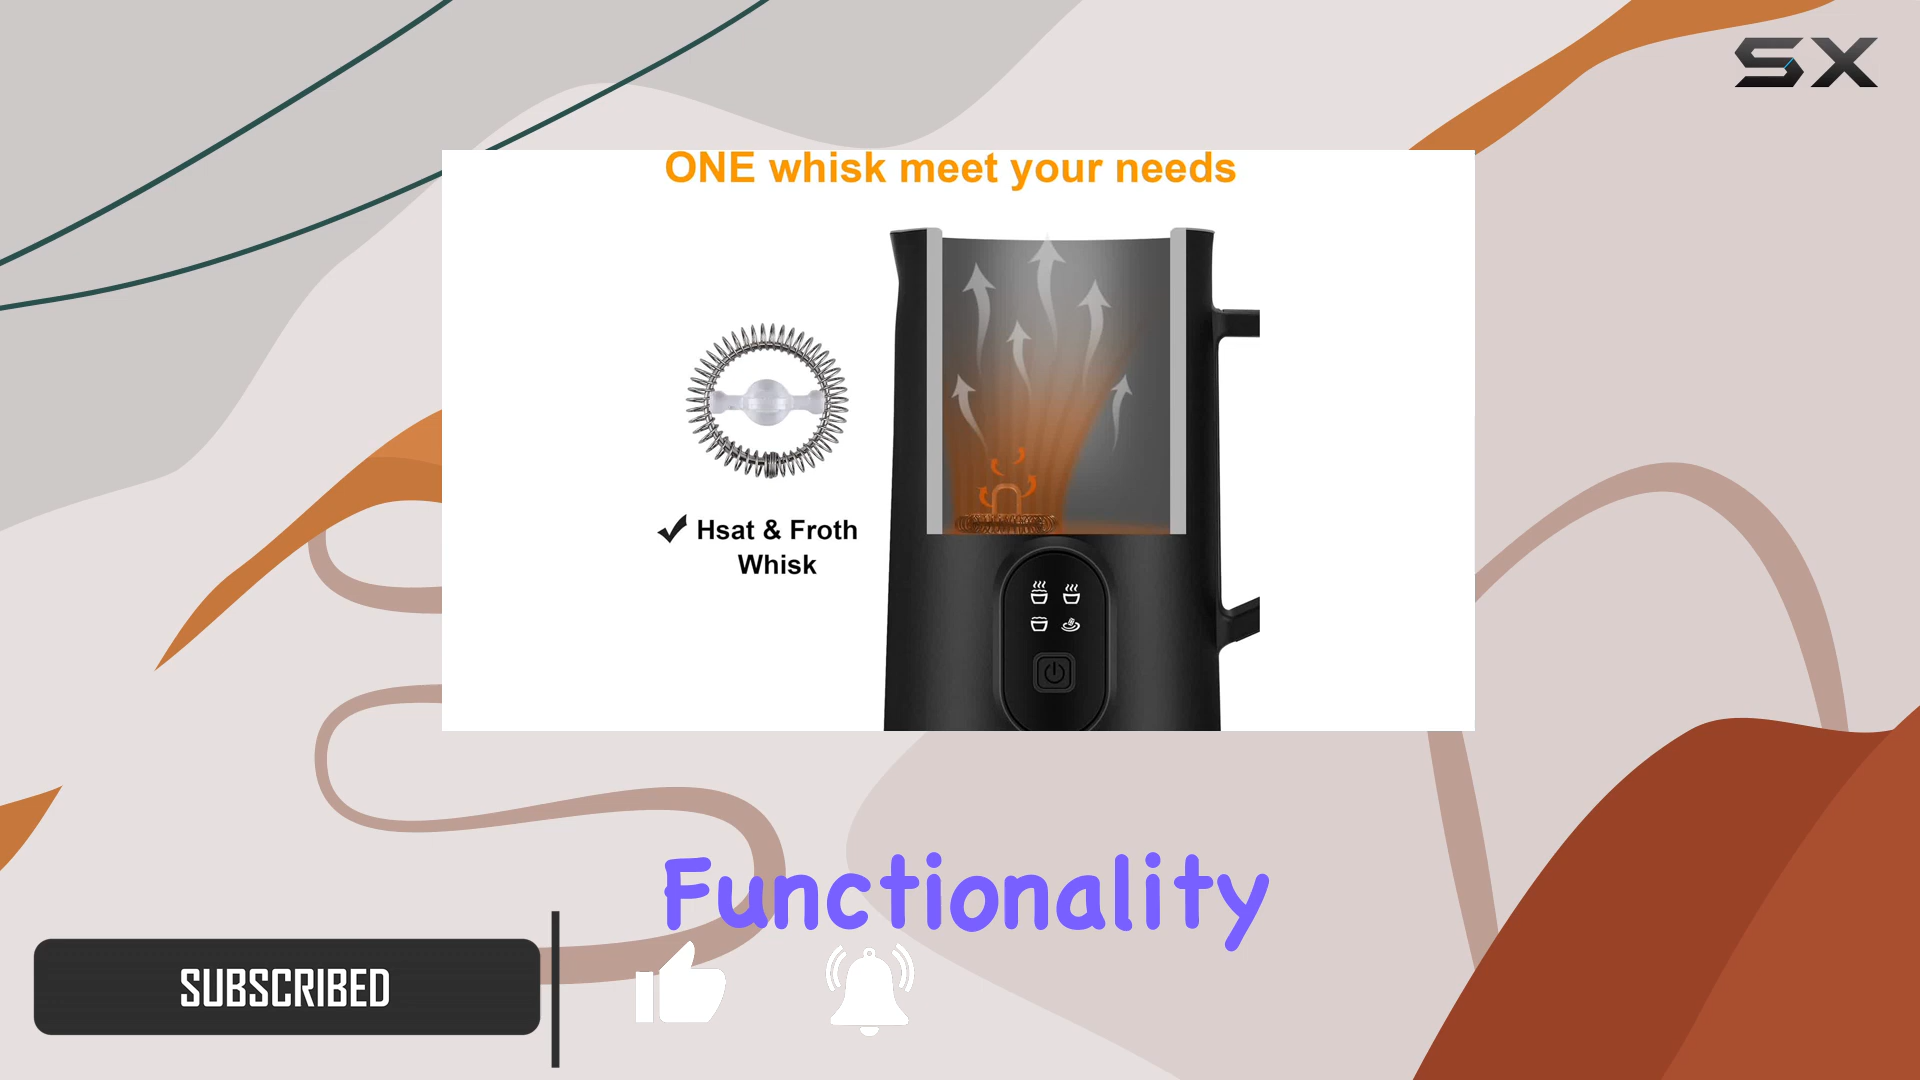 SX
ONE whisk meet your needs
Hsat & Froth
Whisk
Functionality
SUBSCRIBED